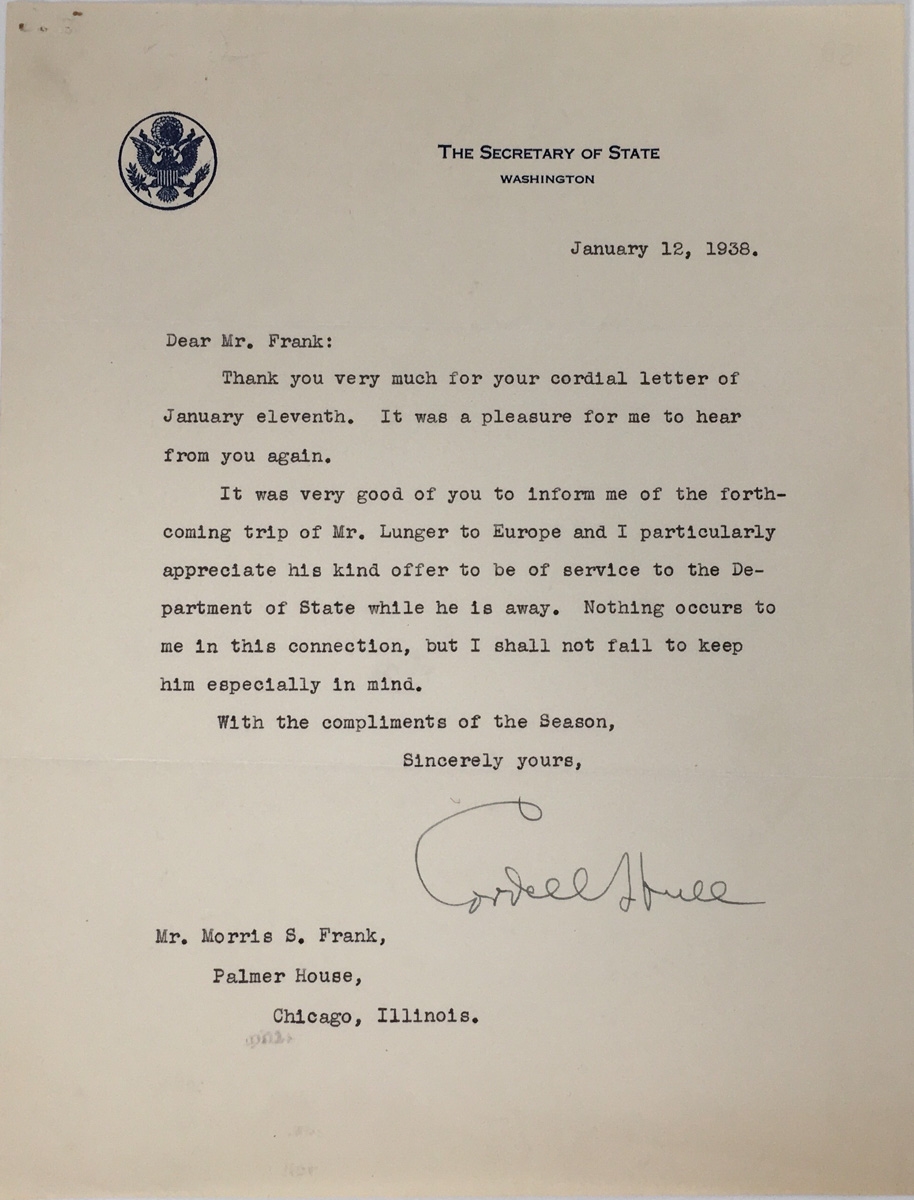 THE SECRETARY OF STATE
WASHINGTON
January 12, 1938.
Dear Mr. Frank:
Thank you very much for your cordial letter of
January eleventh. It was a pleasure for me to hear
from you again.
It was very good of you to inform me of the forth-
coming trip of Mr. Lunger to Europe and I particularly
appreciate his kind offer to be of service to the De-
partment of State while he is away. Nothing occurs to
me in this connection, but I shall not fail to keep
him especially in mind.
With the compliments of the Season,
Sincerely yours,
Cordell Hull
Mr. Morris S. Frank,
Palmer House,
Chicago, Illinois.